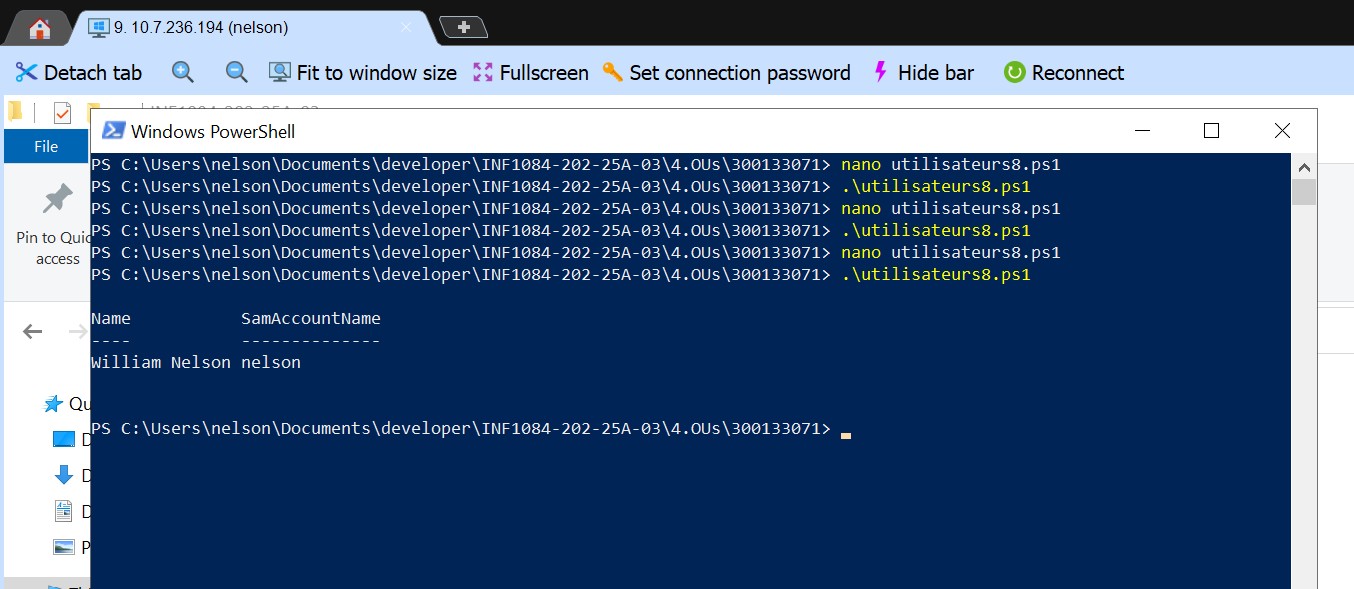 9. 10.7.236.194 (nelson)
Detach tab Fit to window size Fullscreen Set connection password Hide bar Reconnect
File
Pin to Quic
access
Qu
D
D
D
P
Windows PowerShell
PS C:\Users\nelson\Documents\developer\INF1084-202-25A-03\4.OUs\300133071> nano utilisateurs8.ps1
PS C:\Users\nelson\Documents\developer\INF1084-202-25A-03\4.OUs\300133071> .\utilisateurs8.ps1
PS C:\Users\nelson\Documents\developer\INF1084-202-25A-03\4.OUs\300133071> nano utilisateurs8.ps1
PS C:\Users\nelson\Documents\developer\INF1084-202-25A-03\4.OUs\300133071> .\utilisateurs8.ps1
PS C:\Users\nelson\Documents\developer\INF1084-202-25A-03\4.OUs\300133071> nano utilisateurs8.ps1
PS C:\Users\nelson\Documents\developer\INF1084-202-25A-03\4.OUs\300133071> .\utilisateurs8.ps1
Name           SamAccountName
----           --------------
William Nelson nelson
PS C:\Users\nelson\Documents\developer\INF1084-202-25A-03\4.OUs\300133071>